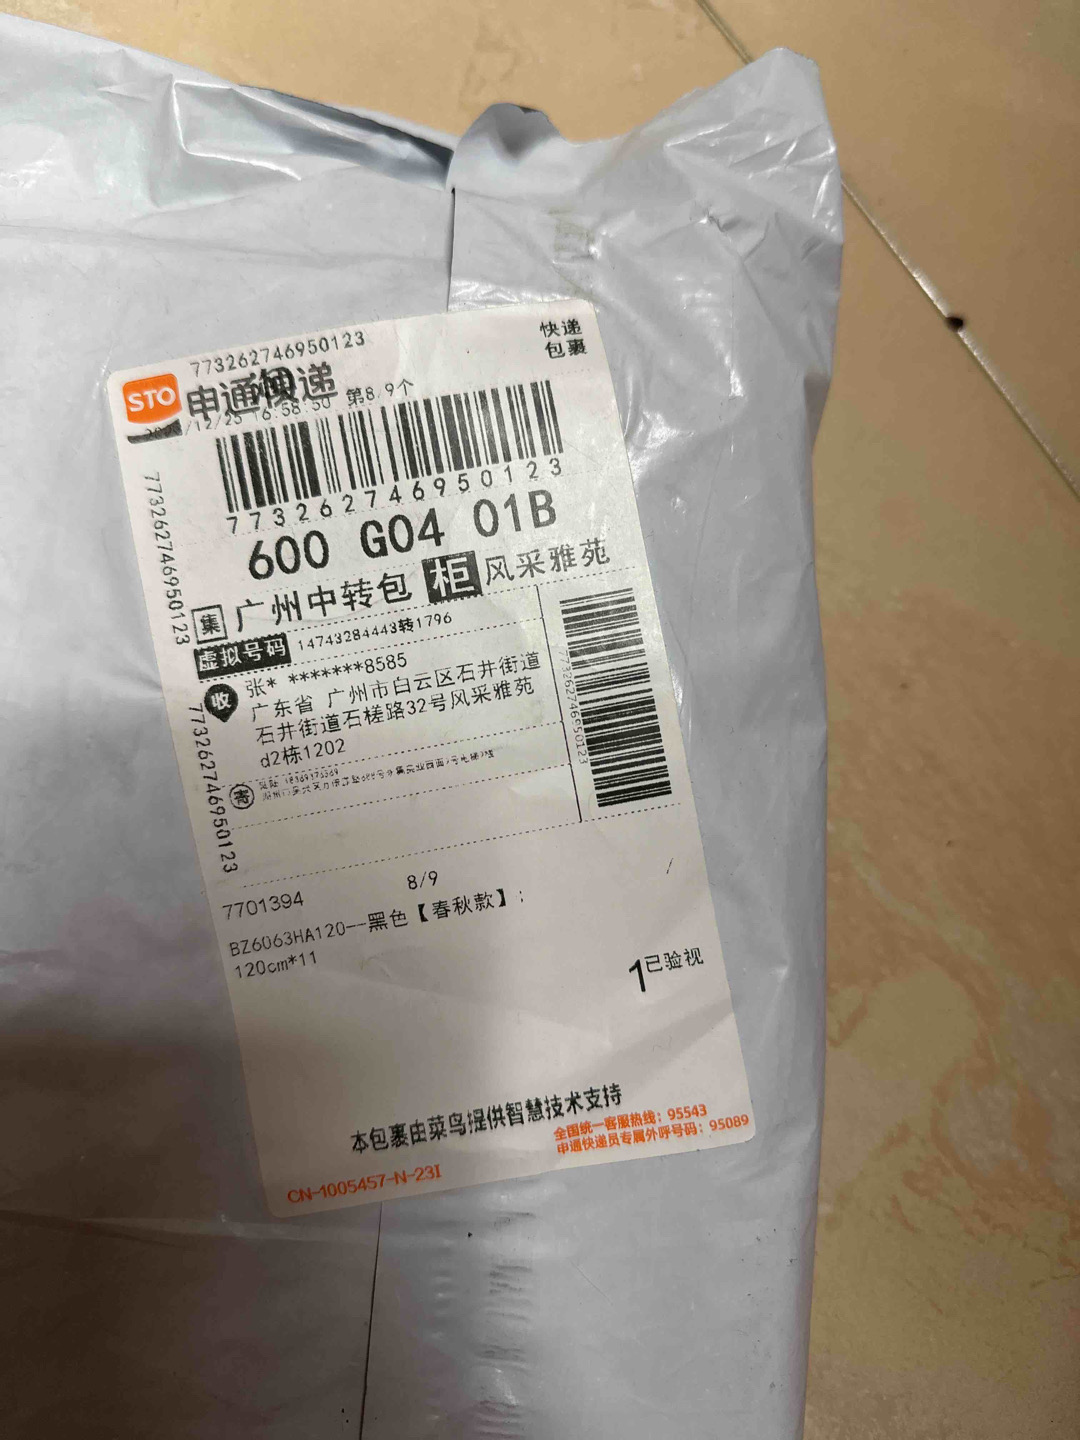 773262746950123
快递
包裹
STO 申通快递
/12/25 16:58:50 第8/9个
773262746950123
773262746950123
600 G04 01B
集 广州中转包 柜 风采雅苑
虚拟号码 14743284443转1796
收 张* *******8585
广东省 广州市白云区石井街道
石井街道石槎路32号风采雅苑
d2栋1202
773262746950123
773262746950123
寄
7701394 8/9
BZ6063HA120--黑色【春秋款】;
120cm*11
1 已验视
本包裹由菜鸟提供智慧技术支持
全国统一客服热线：95543
申通快递员专属外呼号码：95089
CN-1005457-N-23I